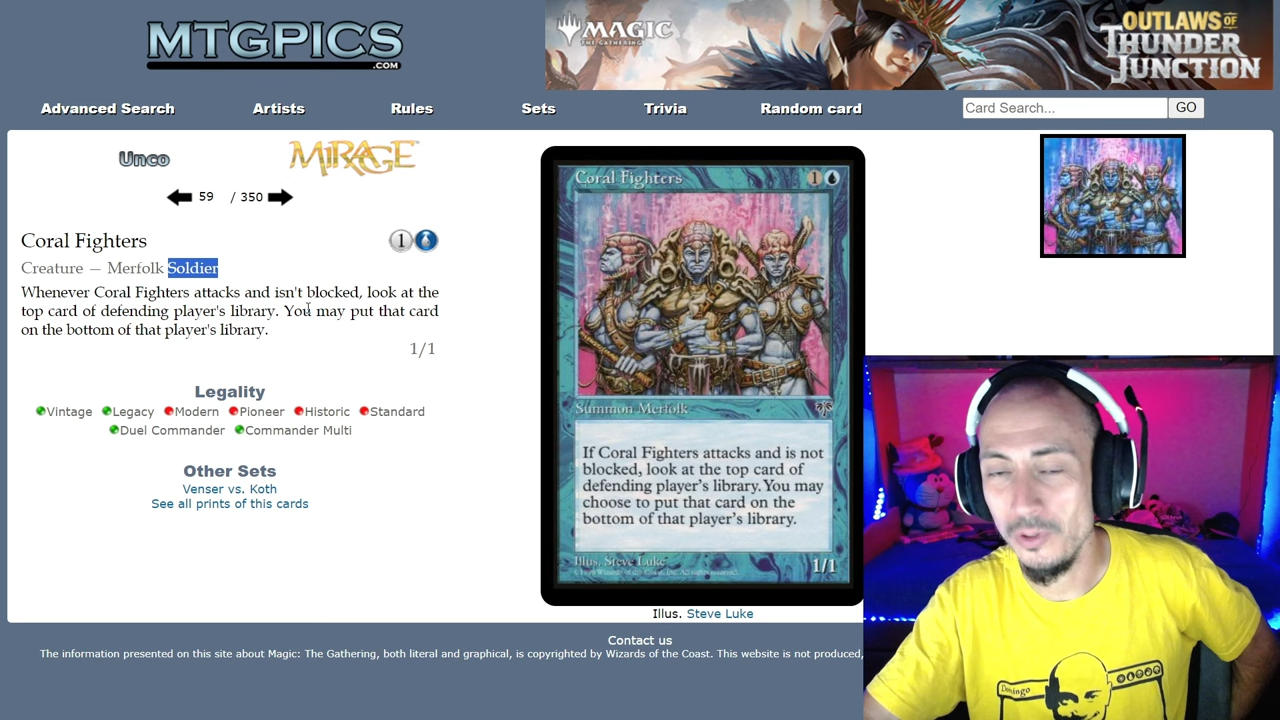 MTGPICS
.COM
MAGIC
THE GATHERING
OUTLAWS OF
THUNDER
JUNCTION
Advanced Search
Artists
Rules
Sets
Trivia
Random card
Card Search...
GO
Unco
MIRAGE
59 / 350
Coral Fighters
1
Creature — Merfolk Soldier
Whenever Coral Fighters attacks and isn't blocked, look at the
top card of defending player's library. You may put that card
on the bottom of that player's library.
1/1
Legality
Vintage Legacy Modern Pioneer Historic Standard
Duel Commander Commander Multi
Other Sets
Venser vs. Koth
See all prints of this cards
Coral Fighters 1
Summon Merfolk
If Coral Fighters attacks and is not
blocked, look at the top card of
defending player's library. You may
choose to put that card on the
bottom of that player's library.
Illus. Steve Luke
1/1
Illus. Steve Luke
Contact us
The information presented on this site about Magic: The Gathering, both literal and graphical, is copyrighted by Wizards of the Coast. This website is not produced,
Domingo